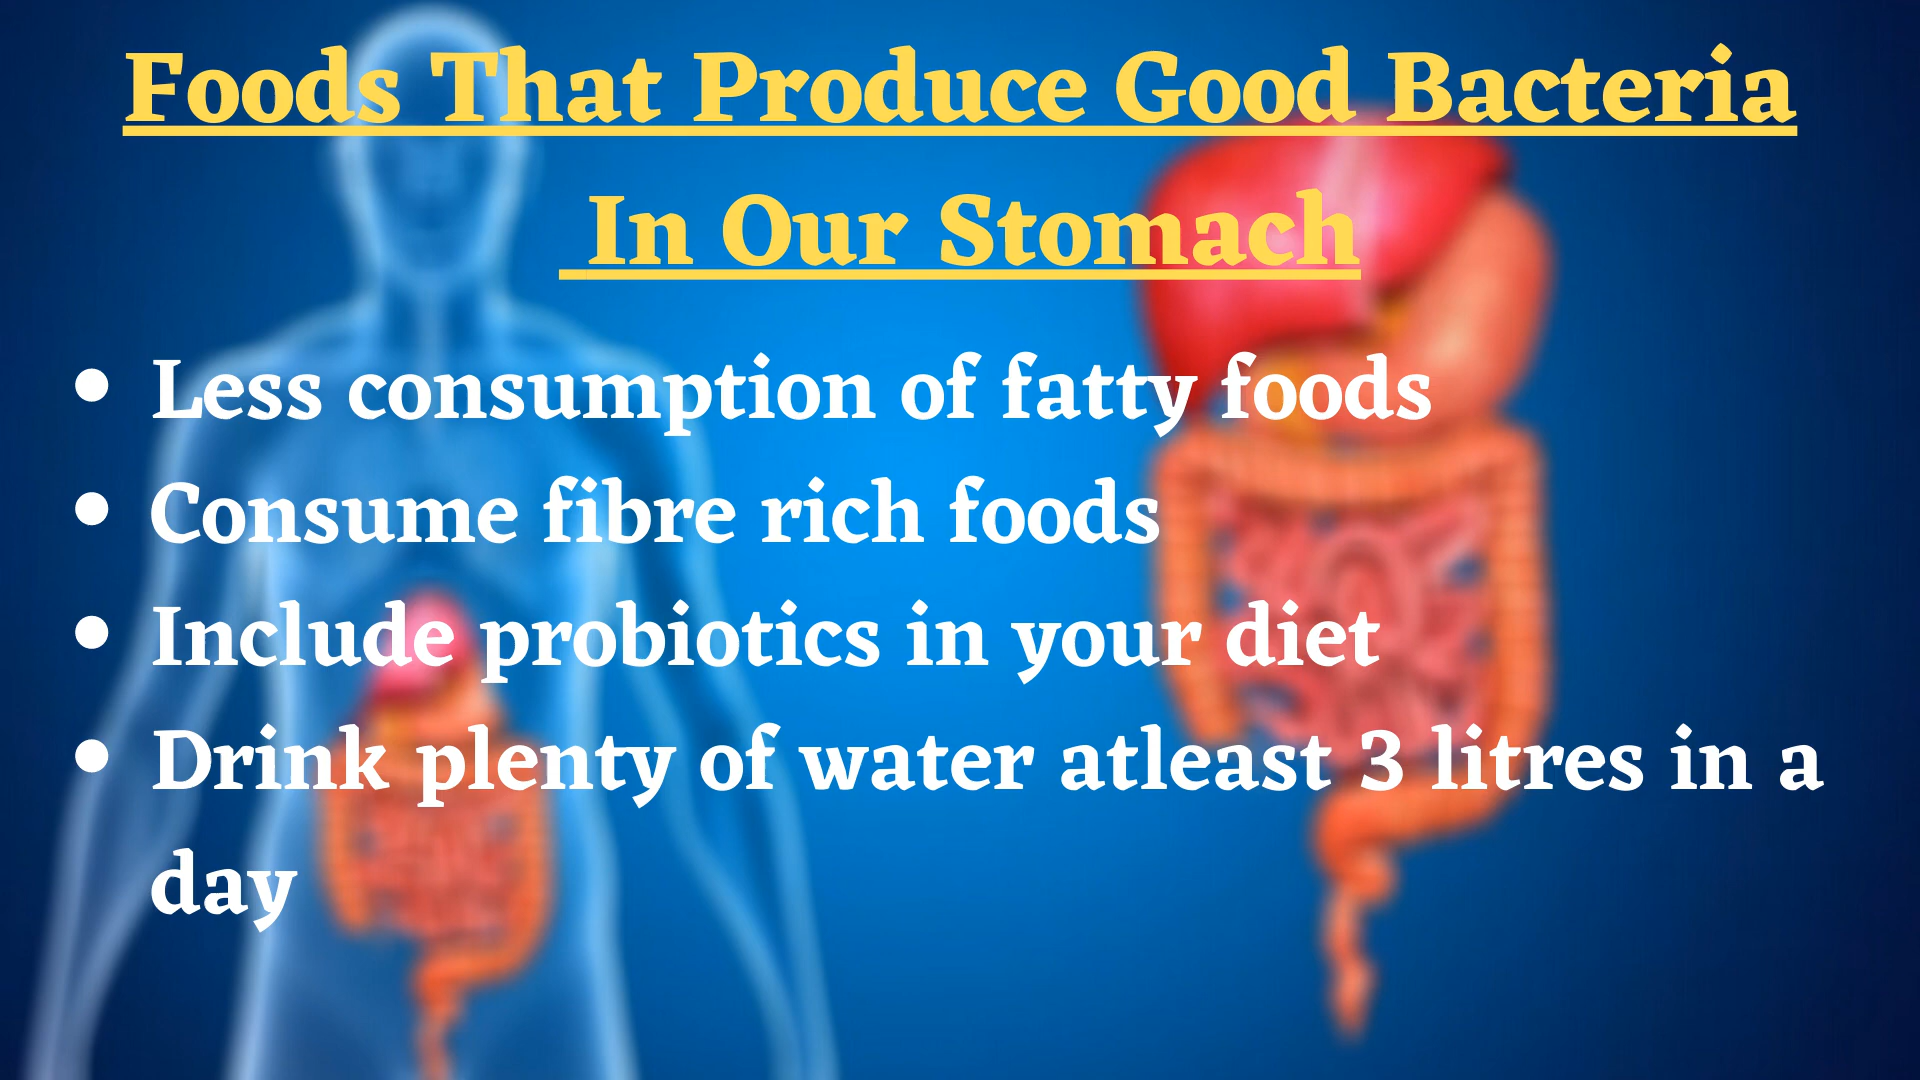 Foods That Produce Good Bacteria
In Our Stomach
• Less consumption of fatty foods
• Consume fibre rich foods
• Include probiotics in your diet
• Drink plenty of water atleast 3 litres in a
day